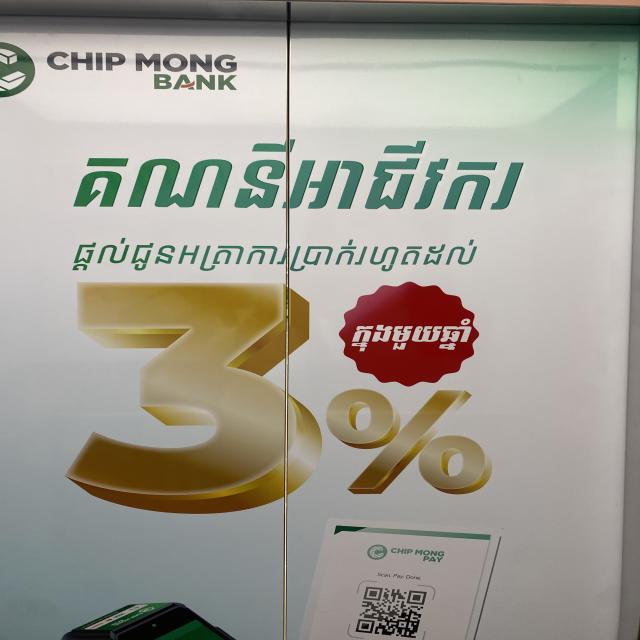 CHIP MONG
BANK
គណនីអាជីវករ
ផ្តល់ជូនអត្រាការប្រាក់រហូតដល់
3%
ក្នុងមួយឆ្នាំ
CHIP MONG
PAY
Scan. Pay. Done.